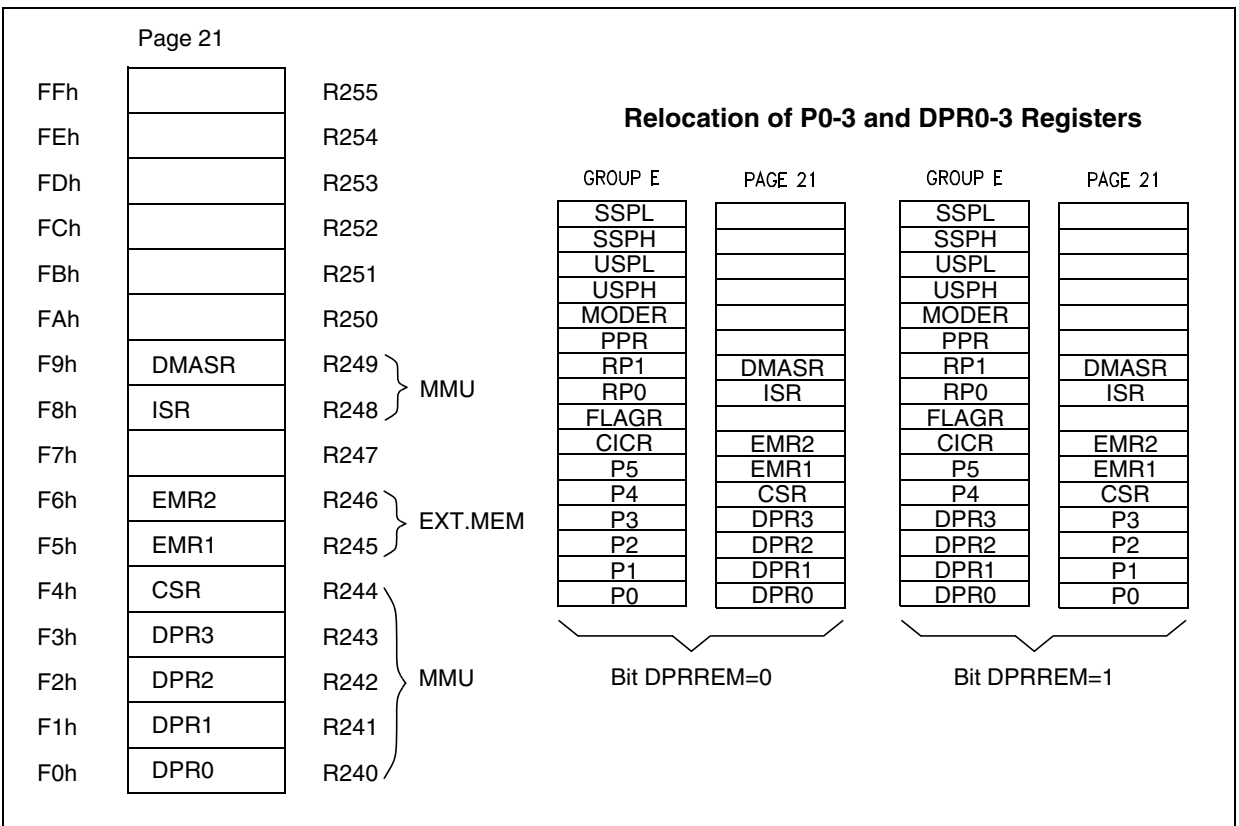 Page 21
FFh R255
FEh R254
FDh R253
FCh R252
FBh R251
FAh R250
F9h DMASR R249
MMU
F8h ISR R248
F7h R247
F6h EMR2 R246
EXT.MEM
F5h EMR1 R245
F4h CSR R244
F3h DPR3 R243
F2h DPR2 R242 MMU
F1h DPR1 R241
F0h DPR0 R240
Relocation of P0-3 and DPR0-3 Registers
GROUP E PAGE 21 GROUP E PAGE 21
SSPL SSPL
SSPH SSPH
USPL USPL
USPH USPH
MODER MODER
PPR PPR
RP1 DMASR RP1 DMASR
RP0 ISR RP0 ISR
FLAGR FLAGR
CICR EMR2 CICR EMR2
P5 EMR1 P5 EMR1
P4 CSR P4 CSR
P3 DPR3 DPR3 P3
P2 DPR2 DPR2 P2
P1 DPR1 DPR1 P1
P0 DPR0 DPR0 P0
Bit DPRREM=0 Bit DPRREM=1